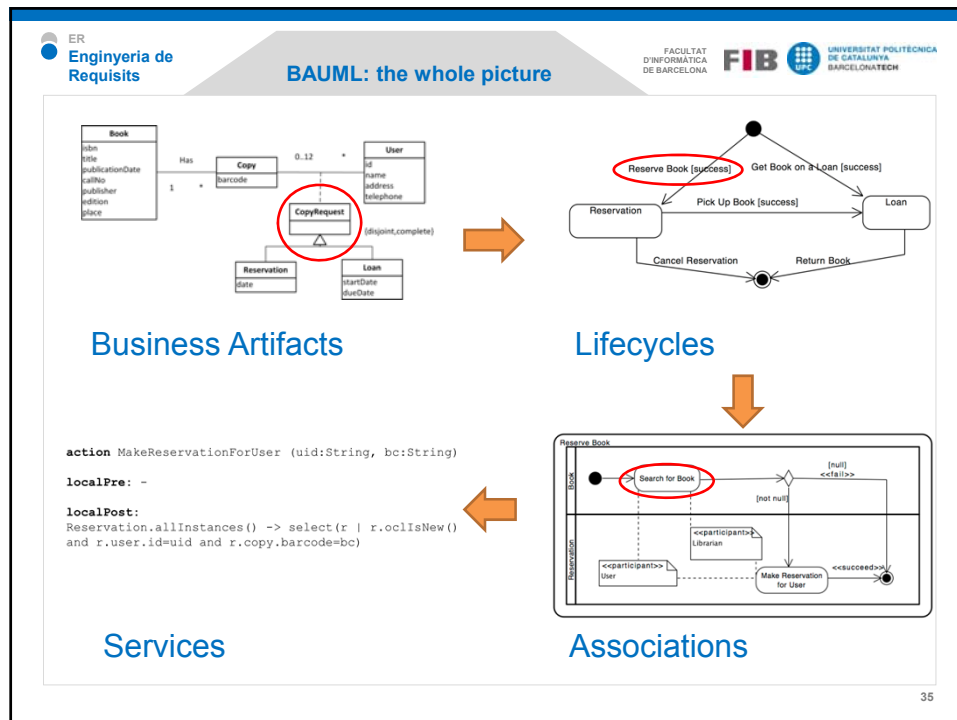 ER
Enginyeria de
Requisits
BAUML: the whole picture
FACULTAT
D'INFORMÀTICA
DE BARCELONA
FIB
UPC
UNIVERSITAT POLITÈCNICA
DE CATALUNYA
BARCELONATECH
Book
isbn
title
publicationDate
callNo
publisher
edition
place
Has
1
*
Copy
barcode
0..12
*
User
id
name
address
telephone
CopyRequest
{disjoint,complete}
Reservation
date
Loan
startDate
dueDate
Business Artifacts
Reserve Book [success]
Get Book on a Loan [success]
Reservation
Pick Up Book [success]
Loan
Cancel Reservation
Return Book
Lifecycles
action MakeReservationForUser (uid:String, bc:String)
localPre: -
localPost:
Reservation.allInstances() -> select(r | r.oclIsNew()
and r.user.id=uid and r.copy.barcode=bc)
Services
Reserve Book
Book
Search for Book
[null]
<<fail>>
[not null]
Reservation
<<participant>>
Librarian
<<participant>>
User
Make Reservation
for User
<<succeed>>
Associations
35